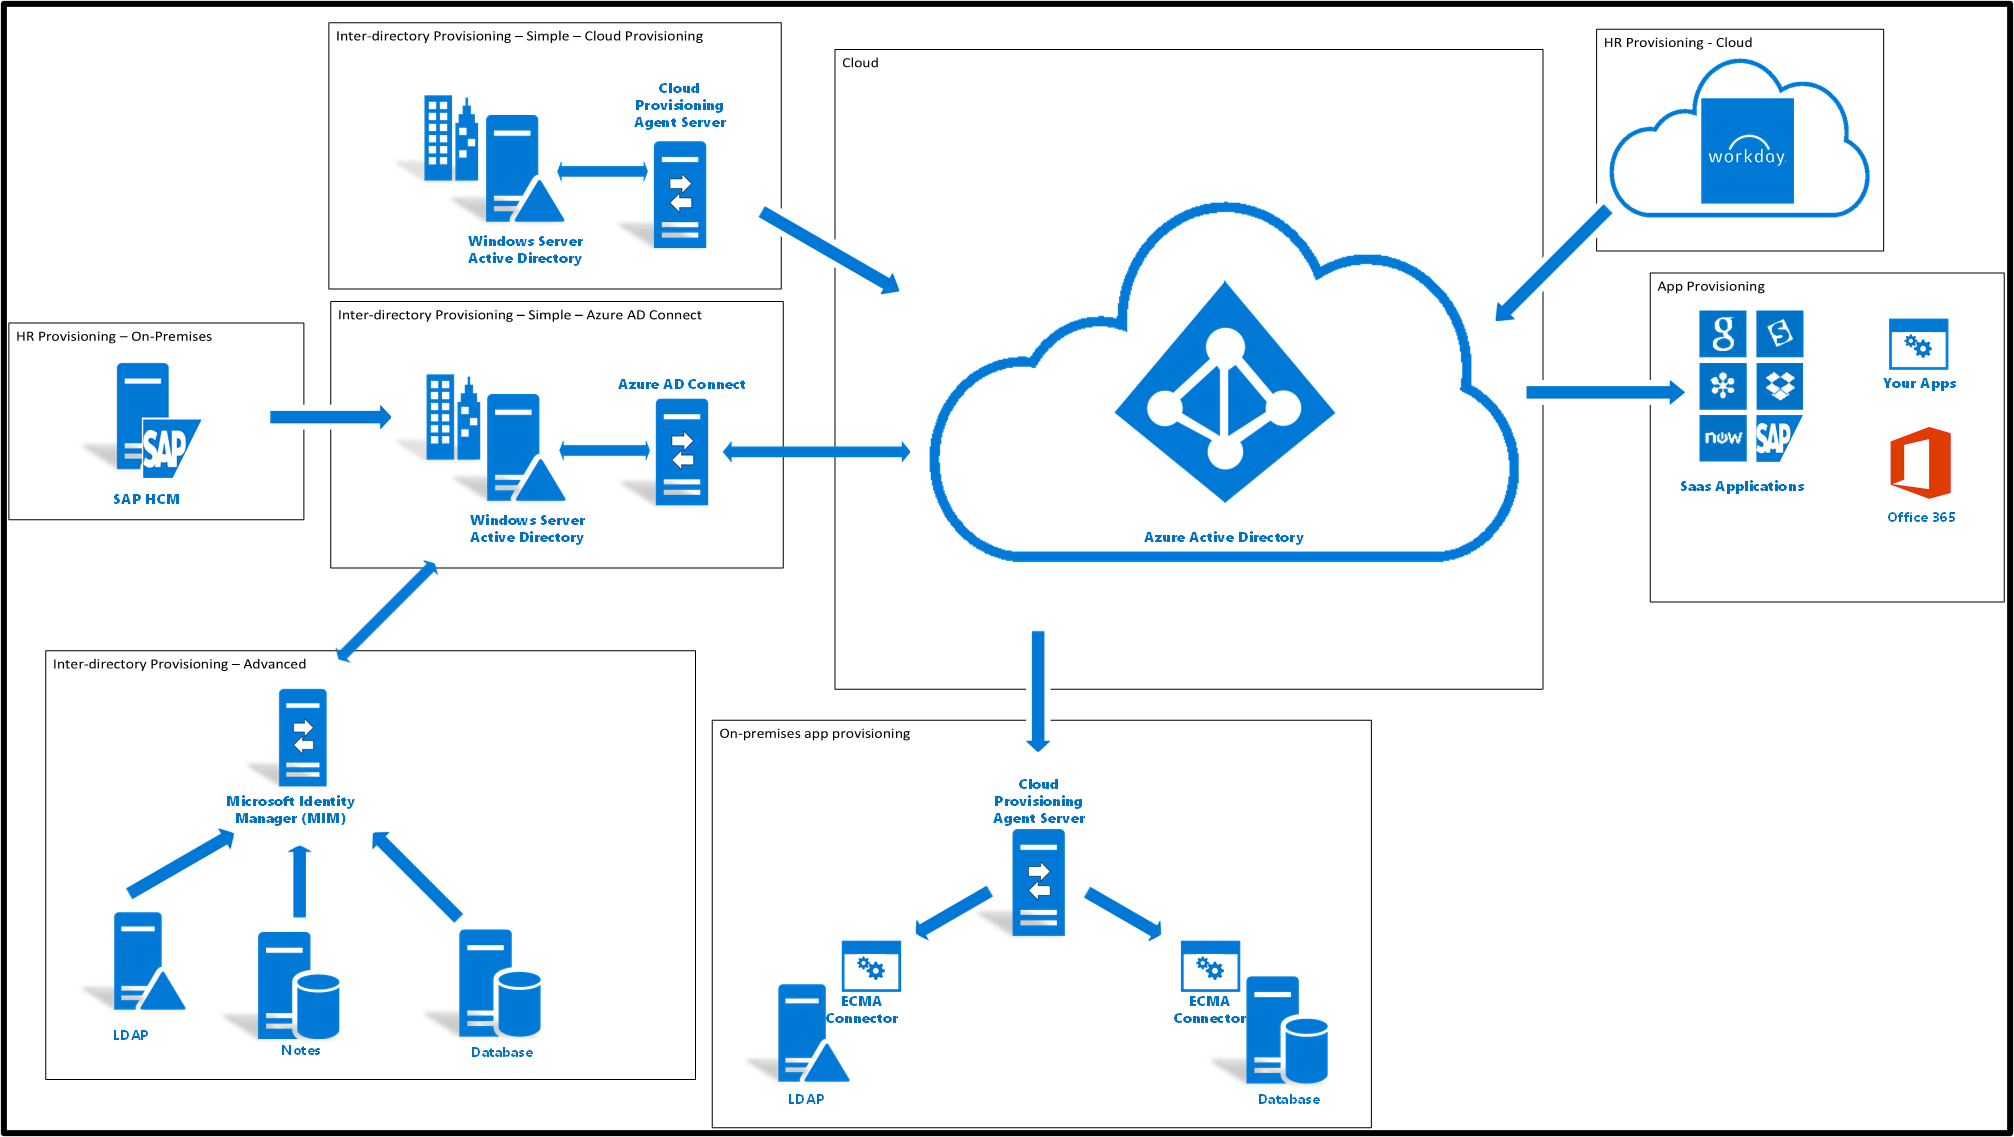 Inter-directory Provisioning – Simple – Cloud Provisioning
Cloud
Provisioning
Agent Server
Windows Server
Active Directory
Cloud
Azure Active Directory
HR Provisioning - Cloud
workday
App Provisioning
g
S
now
SAP
Saas Applications
Your Apps
Office 365
HR Provisioning – On-Premises
SAP
SAP HCM
Inter-directory Provisioning – Simple – Azure AD Connect
Azure AD Connect
Windows Server
Active Directory
Inter-directory Provisioning – Advanced
Microsoft Identity
Manager (MIM)
LDAP
Notes
Database
On-premises app provisioning
Cloud
Provisioning
Agent Server
ECMA
Connector
LDAP
ECMA
Connector
Database